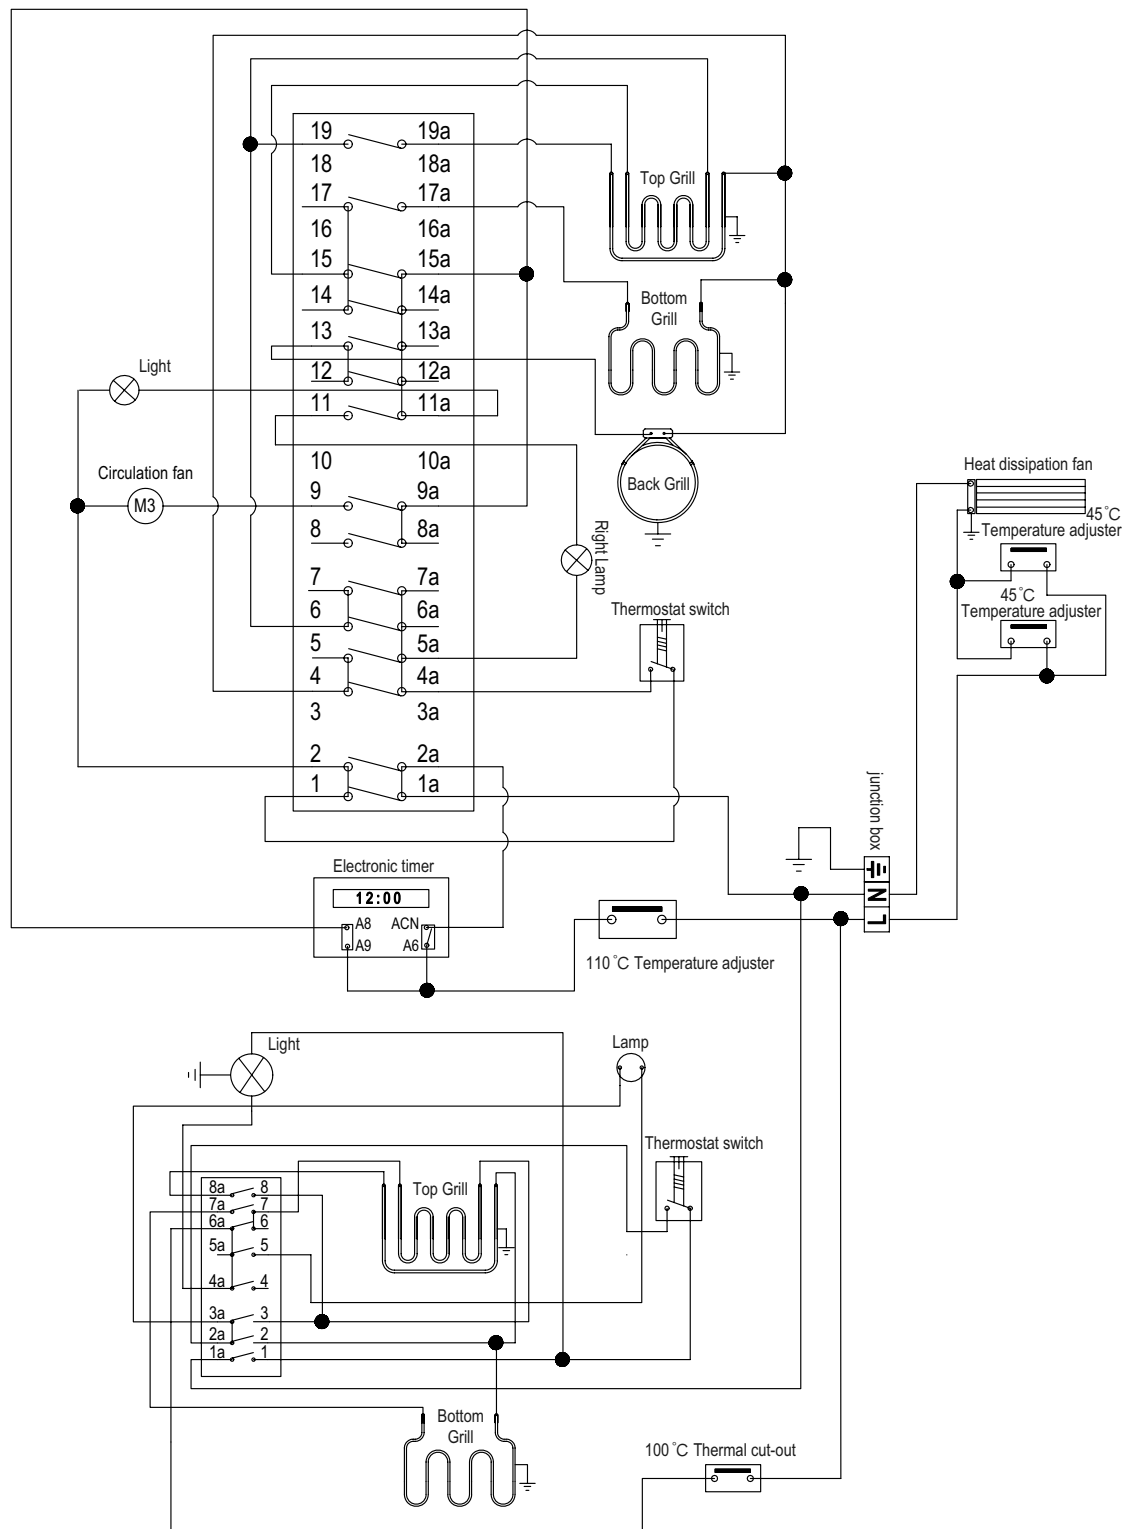 19 19a
18 18a
17 17a
16 16a
15 15a
14 14a
13 13a
12 12a
11 11a
10 10a
9 9a
8 8a
7 7a
6 6a
5 5a
4 4a
3 3a
2 2a
1 1a
Top Grill
Bottom
Grill
Back Grill
Light
Circulation fan
M3
Right Lamp
Thermostat switch
Heat dissipation fan
45°C
Temperature adjuster
45°C
Temperature adjuster
junction box
N
L
Electronic timer
12:00
A8 ACN
A9 A6
110°C Temperature adjuster
Light
Lamp
Thermostat switch
Top Grill
8a 8
7a 7
6a 6
5a 5
4a 4
3a 3
2a 2
1a 1
Bottom
Grill
100°C Thermal cut-out